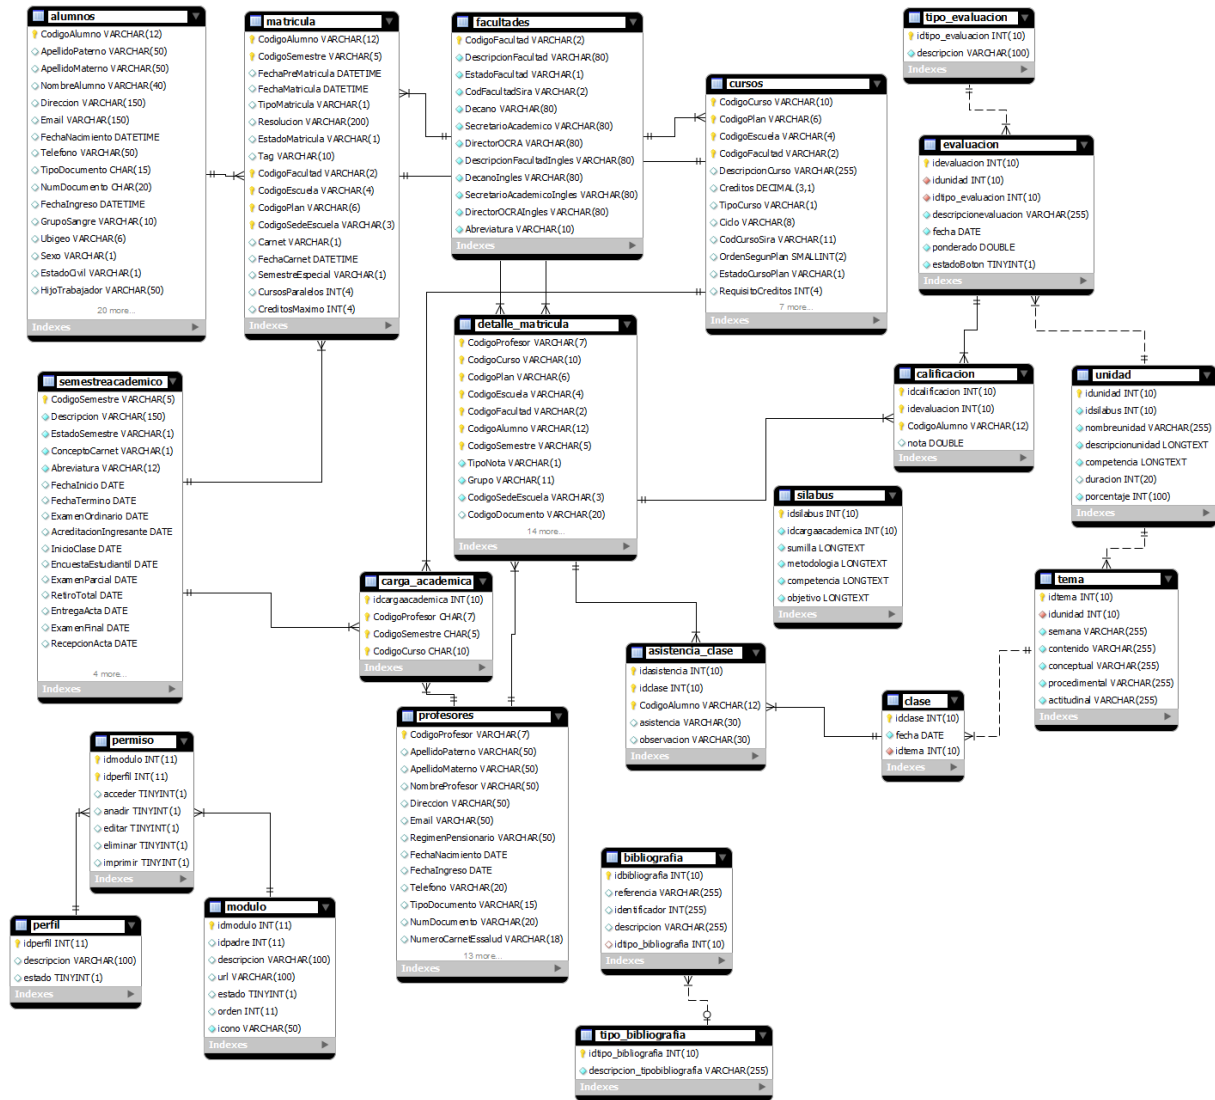 alumnos
CodigoAlumno VARCHAR(12)
ApellidoPaterno VARCHAR(50)
ApellidoMaterno VARCHAR(50)
NombreAlumno VARCHAR(40)
Direccion VARCHAR(150)
Email VARCHAR(150)
FechaNacimiento DATETIME
Telefono VARCHAR(50)
TipoDocumento CHAR(15)
NumDocumento CHAR(20)
FechaIngreso DATETIME
GrupoSangre VARCHAR(10)
Ubigeo VARCHAR(6)
Sexo VARCHAR(1)
EstadoCivil VARCHAR(1)
HijoTrabajador VARCHAR(50)
20 more...
Indexes
matricula
CodigoAlumno VARCHAR(12)
CodigoSemestre VARCHAR(5)
FechaPreMatricula DATETIME
FechaMatricula DATETIME
TipoMatricula VARCHAR(1)
Resolucion VARCHAR(200)
EstadoMatricula VARCHAR(1)
Tag VARCHAR(10)
CodigoFacultad VARCHAR(2)
CodigoEscuela VARCHAR(4)
CodigoPlan VARCHAR(6)
CodigoSedeEscuela VARCHAR(3)
Carnet VARCHAR(1)
FechaCarnet DATETIME
SemestreEspecial VARCHAR(1)
CursosParalelos INT(4)
CreditosMaximo INT(4)
Indexes
facultades
CodigoFacultad VARCHAR(2)
DescripcionFacultad VARCHAR(80)
EstadoFacultad VARCHAR(1)
CodFacultadSira VARCHAR(2)
Decano VARCHAR(80)
SecretarioAcademico VARCHAR(80)
DirectorOCRA VARCHAR(80)
DescripcionFacultadIngles VARCHAR(80)
DecanoIngles VARCHAR(80)
SecretarioAcademicoIngles VARCHAR(80)
DirectorOCRAIngles VARCHAR(80)
Abreviatura VARCHAR(10)
Indexes
cursos
CodigoCurso VARCHAR(10)
CodigoPlan VARCHAR(6)
CodigoEscuela VARCHAR(4)
CodigoFacultad VARCHAR(2)
DescripcionCurso VARCHAR(255)
Creditos DECIMAL(3,1)
TipoCurso VARCHAR(1)
Ciclo VARCHAR(8)
CodCursoSira VARCHAR(11)
OrdenSegunPlan SMALLINT(2)
EstadoCursoPlan VARCHAR(1)
RequisitoCreditos INT(4)
7 more...
Indexes
tipo_evaluacion
idtipo_evaluacion INT(10)
descripcion VARCHAR(100)
Indexes
evaluacion
idevaluacion INT(10)
idunidad INT(10)
idtipo_evaluacion INT(10)
descripcionevaluacion VARCHAR(255)
fecha DATE
ponderado DOUBLE
estadoBoton TINYINT(1)
Indexes
semestreacademico
CodigoSemestre VARCHAR(5)
Descripcion VARCHAR(150)
EstadoSemestre VARCHAR(1)
ConceptoCarnet VARCHAR(1)
Abreviatura VARCHAR(12)
FechaInicio DATE
FechaTermino DATE
ExamenOrdinario DATE
AcreditacionIngresante DATE
InicioClase DATE
EncuestaEstudiantil DATE
ExamenParcial DATE
RetiroTotal DATE
EntregaActa DATE
ExamenFinal DATE
RecepcionActa DATE
4 more...
Indexes
detalle_matricula
CodigoProfesor VARCHAR(7)
CodigoCurso VARCHAR(10)
CodigoPlan VARCHAR(6)
CodigoEscuela VARCHAR(4)
CodigoFacultad VARCHAR(2)
CodigoAlumno VARCHAR(12)
CodigoSemestre VARCHAR(5)
TipoNota VARCHAR(1)
Grupo VARCHAR(11)
CodigoSedeEscuela VARCHAR(3)
CodigoDocumento VARCHAR(20)
14 more...
Indexes
calificacion
idcalificacion INT(10)
idevaluacion INT(10)
CodigoAlumno VARCHAR(12)
nota DOUBLE
Indexes
unidad
idunidad INT(10)
idsilabus INT(10)
nombreunidad VARCHAR(255)
descripcionunidad LONGTEXT
competencia LONGTEXT
duracion INT(20)
porcentaje INT(100)
Indexes
silabus
idsilabus INT(10)
idcargaacademica INT(10)
sumilla LONGTEXT
metodologia LONGTEXT
competencia LONGTEXT
objetivo LONGTEXT
Indexes
carga_academica
idcargaacademica INT(10)
CodigoProfesor CHAR(7)
CodigoSemestre CHAR(5)
CodigoCurso CHAR(10)
Indexes
tema
idtema INT(10)
idunidad INT(10)
semana VARCHAR(255)
contenido VARCHAR(255)
conceptual VARCHAR(255)
procedimental VARCHAR(255)
actitudinal VARCHAR(255)
Indexes
asistencia_clase
idasistencia INT(10)
idclase INT(10)
CodigoAlumno VARCHAR(12)
asistencia VARCHAR(30)
observacion VARCHAR(30)
Indexes
clase
idclase INT(10)
fecha DATE
idtema INT(10)
Indexes
profesores
CodigoProfesor VARCHAR(7)
ApellidoPaterno VARCHAR(50)
ApellidoMaterno VARCHAR(50)
NombreProfesor VARCHAR(50)
Direccion VARCHAR(50)
Email VARCHAR(50)
RegimenPensionario VARCHAR(50)
FechaNacimiento DATE
FechaIngreso DATE
Telefono VARCHAR(20)
TipoDocumento VARCHAR(15)
NumDocumento VARCHAR(20)
NumeroCarnetEssalud VARCHAR(18)
13 more...
Indexes
permiso
idmodulo INT(11)
idperfil INT(11)
acceder TINYINT(1)
anadir TINYINT(1)
editar TINYINT(1)
eliminar TINYINT(1)
imprimir TINYINT(1)
Indexes
perfil
idperfil INT(11)
descripcion VARCHAR(100)
estado TINYINT(1)
Indexes
modulo
idmodulo INT(11)
idpadre INT(11)
descripcion VARCHAR(100)
url VARCHAR(100)
estado TINYINT(1)
orden INT(11)
icono VARCHAR(50)
Indexes
bibliografia
idbibliografia INT(10)
referencia VARCHAR(255)
identificador INT(255)
descripcion VARCHAR(255)
idtipo_bibliografia INT(10)
Indexes
tipo_bibliografia
idtipo_bibliografia INT(10)
descripcion_tipobibliografia VARCHAR(255)
Indexes